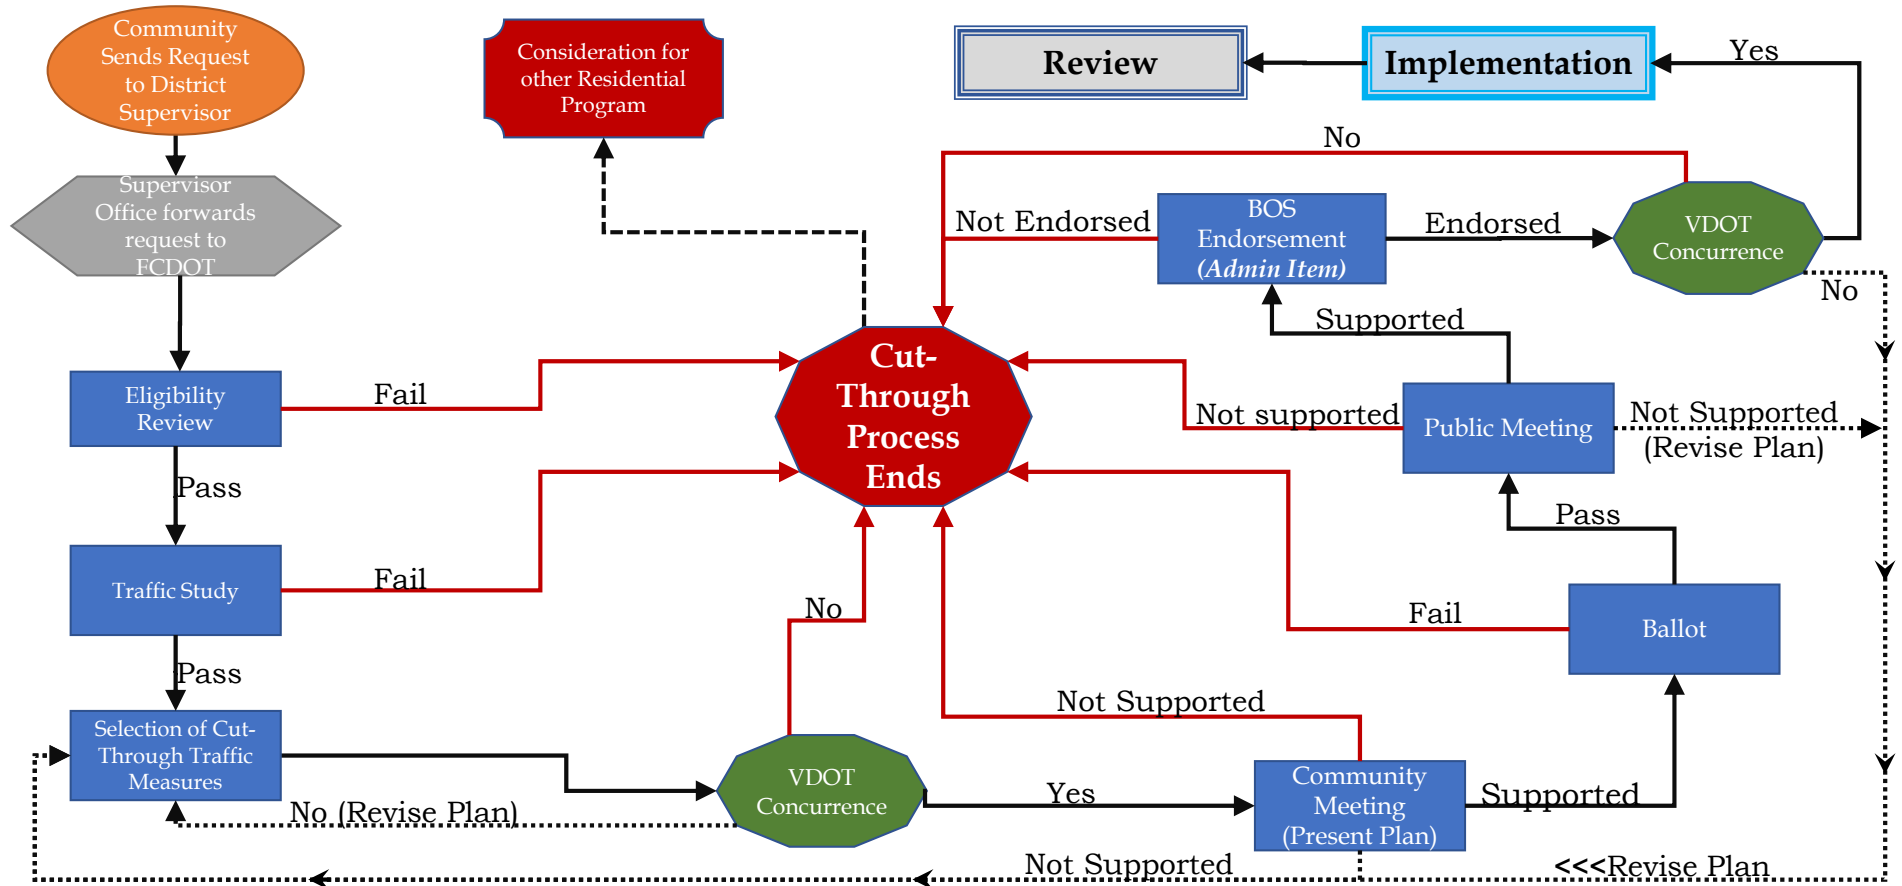 Community
Sends Request
to District
Supervisor
Consideration for
other Residential
Program
Review
Implementation
Yes
No
Supervisor
Office forwards
request to
FCDOT
Not Endorsed
BOS
Endorsement
(Admin Item)
Endorsed
VDOT
Concurrence
No
Supported
Cut-
Through
Process
Ends
Eligibility
Review
Fail
Not supported
Public Meeting
Not Supported
(Revise Plan)
Pass
Pass
Traffic Study
Fail
No
Fail
Ballot
Pass
Not Supported
Selection of Cut-
Through Traffic
Measures
No (Revise Plan)
VDOT
Concurrence
Yes
Community
Meeting
(Present Plan)
Supported
Not Supported
<<<Revise Plan